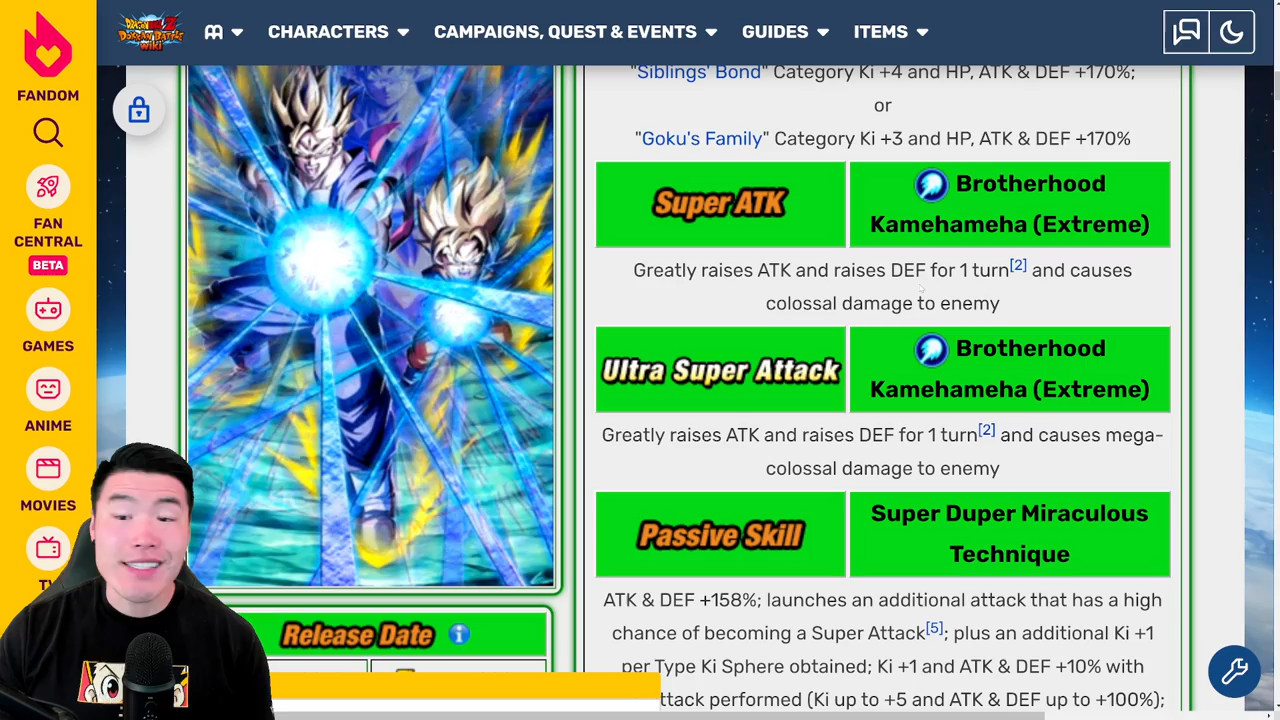 DRAGON BALL Z
DOKKAN BATTLE
WIKI
CHARACTERS
CAMPAIGNS, QUEST & EVENTS
GUIDES
ITEMS
FANDOM
FAN
CENTRAL
BETA
GAMES
ANIME
MOVIES
TV
"Siblings' Bond" Category Ki +4 and HP, ATK & DEF +170%;
or
"Goku's Family" Category Ki +3 and HP, ATK & DEF +170%
Super ATK
Brotherhood
Kamehameha (Extreme)
Greatly raises ATK and raises DEF for 1 turn[2] and causes
colossal damage to enemy
Ultra Super Attack
Brotherhood
Kamehameha (Extreme)
Greatly raises ATK and raises DEF for 1 turn[2] and causes mega-
colossal damage to enemy
Passive Skill
Super Duper Miraculous
Technique
ATK & DEF +158%; launches an additional attack that has a high
chance of becoming a Super Attack[5]; plus an additional Ki +1
per Type Ki Sphere obtained; Ki +1 and ATK & DEF +10% with
ttack performed (Ki up to +5 and ATK & DEF up to +100%);
Release Date